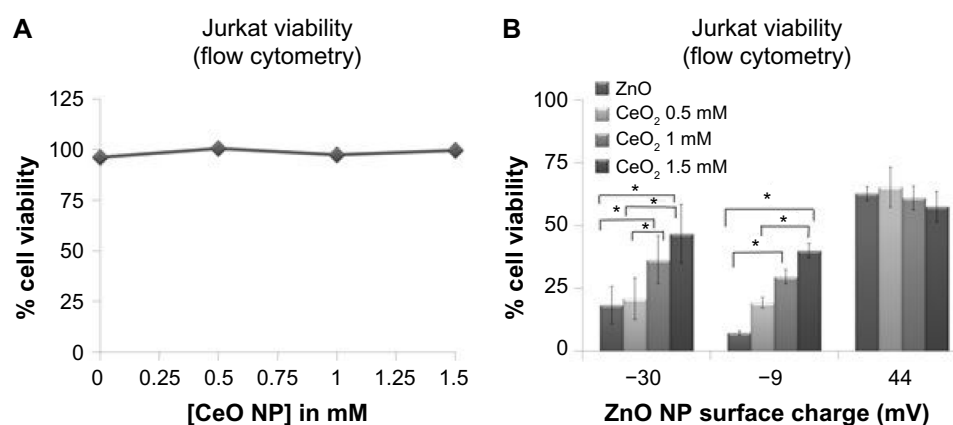 A
Jurkat viability
(flow cytometry)
% cell viability
125
100
75
50
25
0
0 0.25 0.5 0.75 1 1.25 1.5
[CeO NP] in mM
B
Jurkat viability
(flow cytometry)
ZnO
CeO₂ 0.5 mM
CeO₂ 1 mM
CeO₂ 1.5 mM
% cell viability
100
75
50
25
0
* * * *
* * *
−30 −9 44
ZnO NP surface charge (mV)